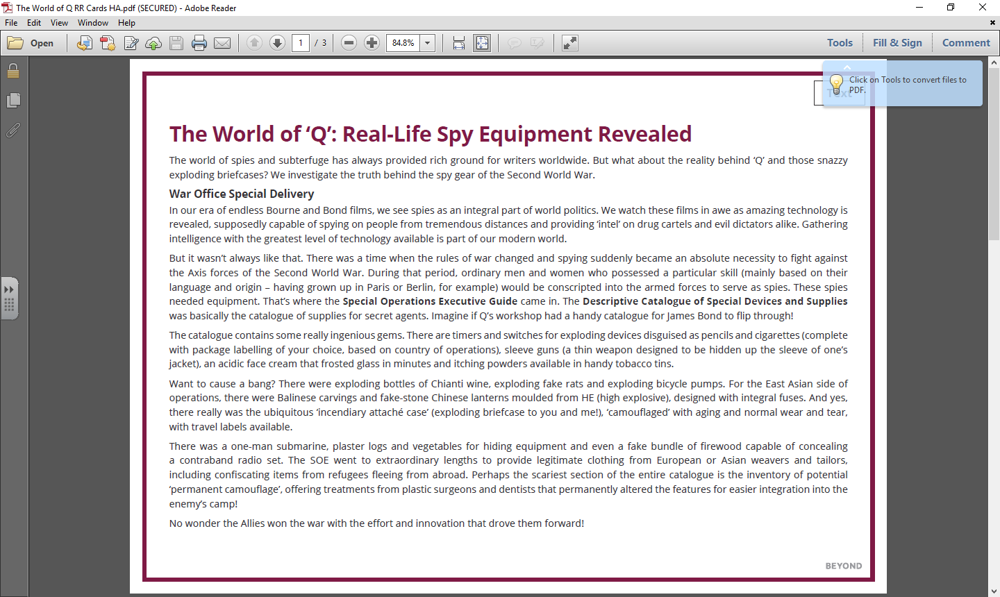 The World of Q RR Cards HA.pdf (SECURED) - Adobe Reader
File Edit View Window Help
Open 1 / 3 84.8% Tools Fill & Sign Comment
Click on Tools to convert files to
PDF.
Text
The World of ‘Q’: Real-Life Spy Equipment Revealed
The world of spies and subterfuge has always provided rich ground for writers worldwide. But what about the reality behind ‘Q’ and those snazzy
exploding briefcases? We investigate the truth behind the spy gear of the Second World War.
War Office Special Delivery
In our era of endless Bourne and Bond films, we see spies as an integral part of world politics. We watch these films in awe as amazing technology is
revealed, supposedly capable of spying on people from tremendous distances and providing ‘intel’ on drug cartels and evil dictators alike. Gathering
intelligence with the greatest level of technology available is part of our modern world.
But it wasn’t always like that. There was a time when the rules of war changed and spying suddenly became an absolute necessity to fight against
the Axis forces of the Second World War. During that period, ordinary men and women who possessed a particular skill (mainly based on their
language and origin – having grown up in Paris or Berlin, for example) would be conscripted into the armed forces to serve as spies. These spies
needed equipment. That’s where the Special Operations Executive Guide came in. The Descriptive Catalogue of Special Devices and Supplies
was basically the catalogue of supplies for secret agents. Imagine if Q’s workshop had a handy catalogue for James Bond to flip through!
The catalogue contains some really ingenious gems. There are timers and switches for exploding devices disguised as pencils and cigarettes (complete
with package labelling of your choice, based on country of operations), sleeve guns (a thin weapon designed to be hidden up the sleeve of one’s
jacket), an acidic face cream that frosted glass in minutes and itching powders available in handy tobacco tins.
Want to cause a bang? There were exploding bottles of Chianti wine, exploding fake rats and exploding bicycle pumps. For the East Asian side of
operations, there were Balinese carvings and fake-stone Chinese lanterns moulded from HE (high explosive), designed with integral fuses. And yes,
there really was the ubiquitous ‘incendiary attaché case’ (exploding briefcase to you and me!), ‘camouflaged’ with aging and normal wear and tear,
with travel labels available.
There was a one-man submarine, plaster logs and vegetables for hiding equipment and even a fake bundle of firewood capable of concealing
a contraband radio set. The SOE went to extraordinary lengths to provide legitimate clothing from European or Asian weavers and tailors,
including confiscating items from refugees fleeing from abroad. Perhaps the scariest section of the entire catalogue is the inventory of potential
‘permanent camouflage’, offering treatments from plastic surgeons and dentists that permanently altered the features for easier integration into the
enemy’s camp!
No wonder the Allies won the war with the effort and innovation that drove them forward!
BEYOND